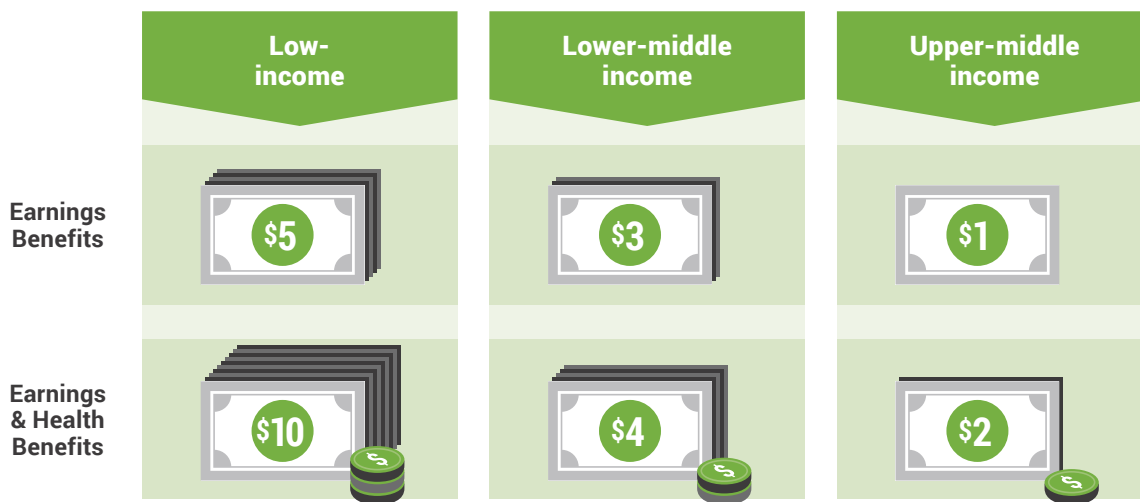 Low-
income
Lower-middle
income
Upper-middle
income
Earnings
Benefits
$5
$3
$1
Earnings
& Health
Benefits
$10
$4
$2
$
$
$